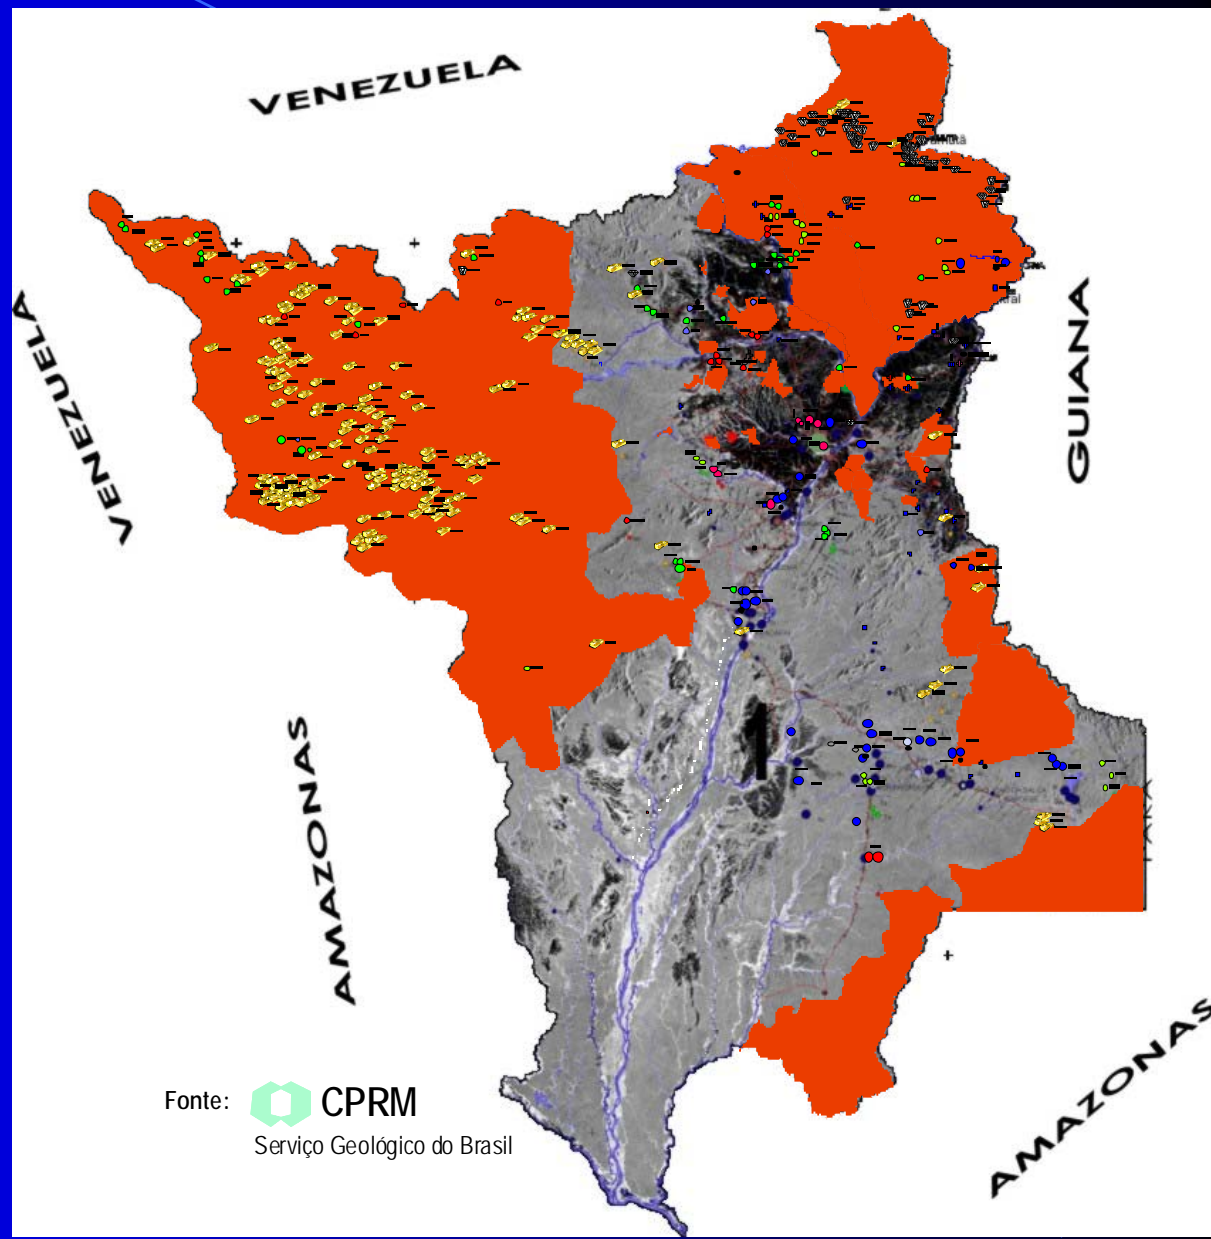 VENEZUELA
VENEZUELA
GUIANA
AMAZONAS
AMAZONAS
Fonte:
CPRM
Serviço Geológico do Brasil